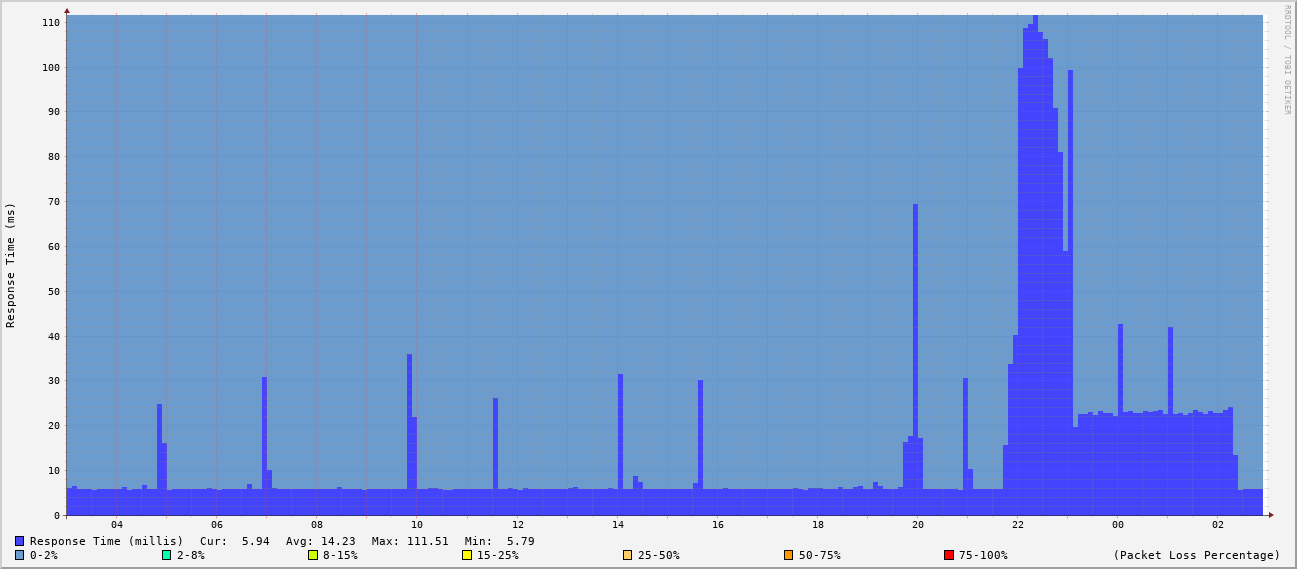 110
100
90
80
70
60
50
40
30
20
10
0
Response Time (ms)
04 06 08 10 12 14 16 18 20 22 00 02
RRDTOOL / TOBI OETIKER
Response Time (millis) Cur: 5.94 Avg: 14.23 Max: 111.51 Min: 5.79
0-2% 2-8% 8-15% 15-25% 25-50% 50-75% 75-100% (Packet Loss Percentage)